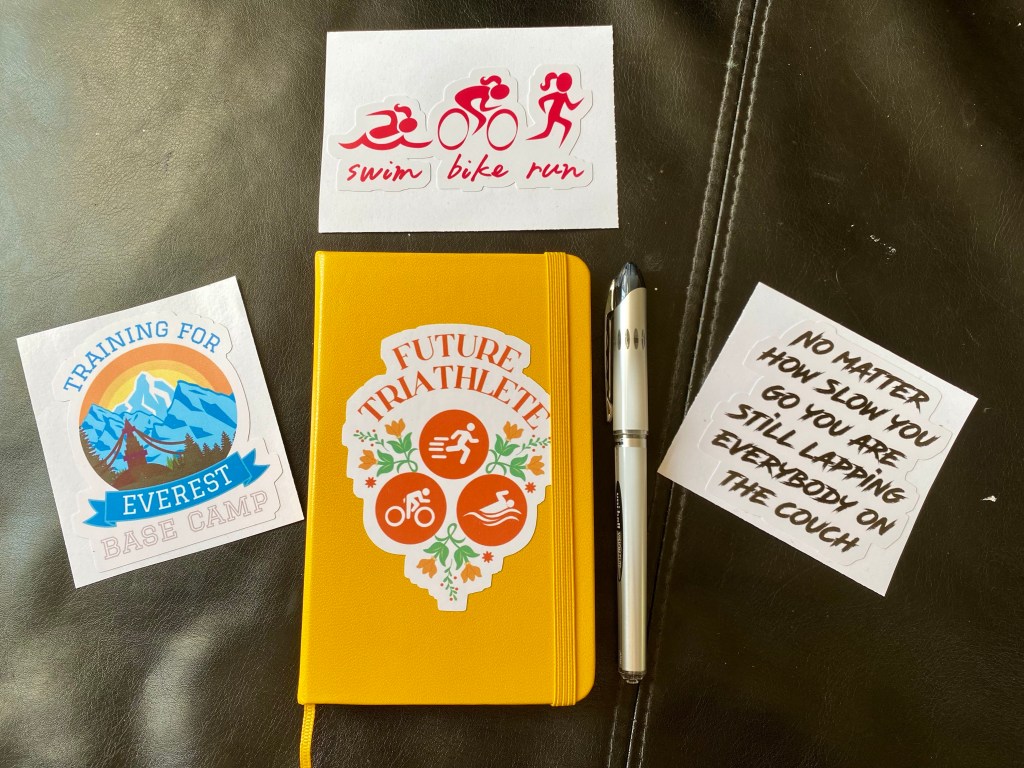 swim bike run
TRAINING FOR
EVEREST
BASE CAMP
FUTURE
TRIATHLETE
NO MATTER
HOW SLOW YOU
GO YOU ARE
STILL LAPPING
EVERYBODY ON
THE COUCH